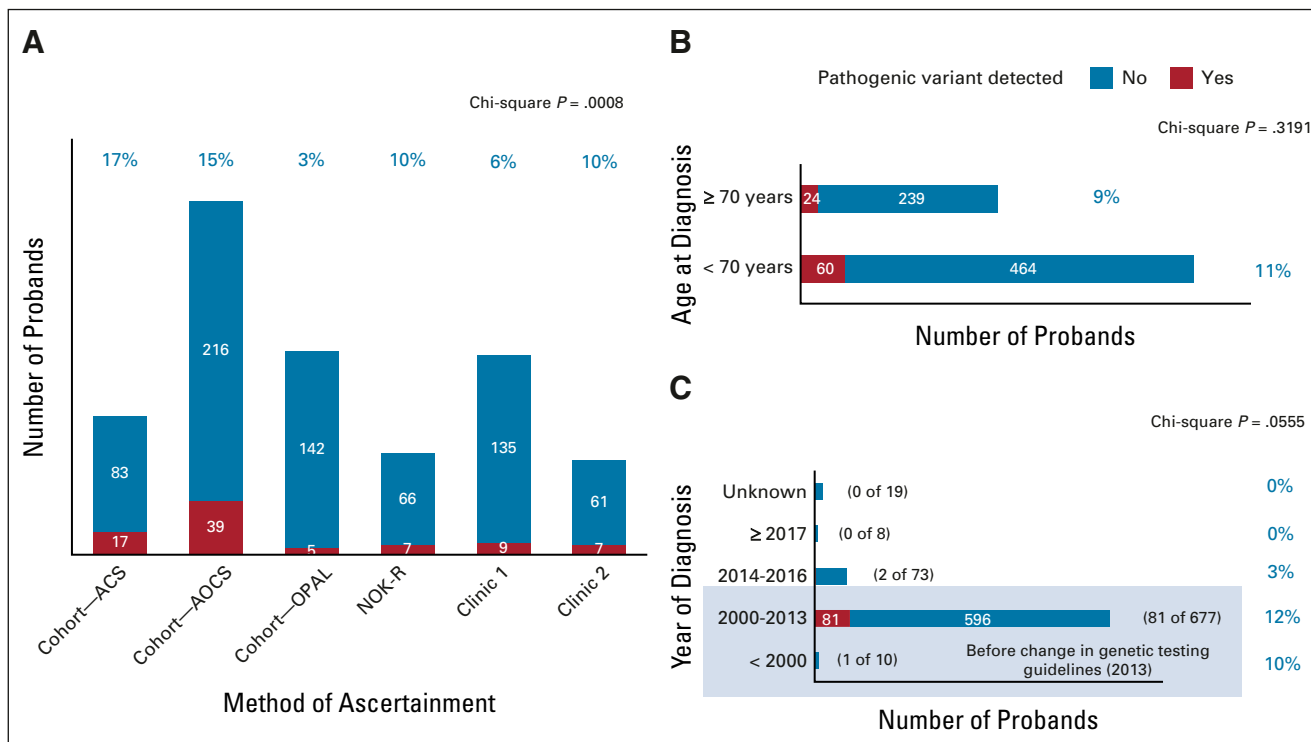 A
Chi-square P = .0008
17%
15%
3%
10%
6%
10%
Number of Probands
83
17
216
39
142
5
66
7
135
9
61
7
Cohort—ACS
Cohort—AOCS
Cohort—OPAL
NOK-R
Clinic 1
Clinic 2
Method of Ascertainment
B
Pathogenic variant detected
No
Yes
Chi-square P = .3191
Age at Diagnosis
≥ 70 years
24
239
9%
< 70 years
60
464
11%
Number of Probands
C
Chi-square P = .0555
Year of Diagnosis
Unknown
(0 of 19)
0%
≥ 2017
(0 of 8)
0%
2014-2016
(2 of 73)
3%
2000-2013
81
596
(81 of 677)
12%
< 2000
(1 of 10)
Before change in genetic testing
guidelines (2013)
10%
Number of Probands